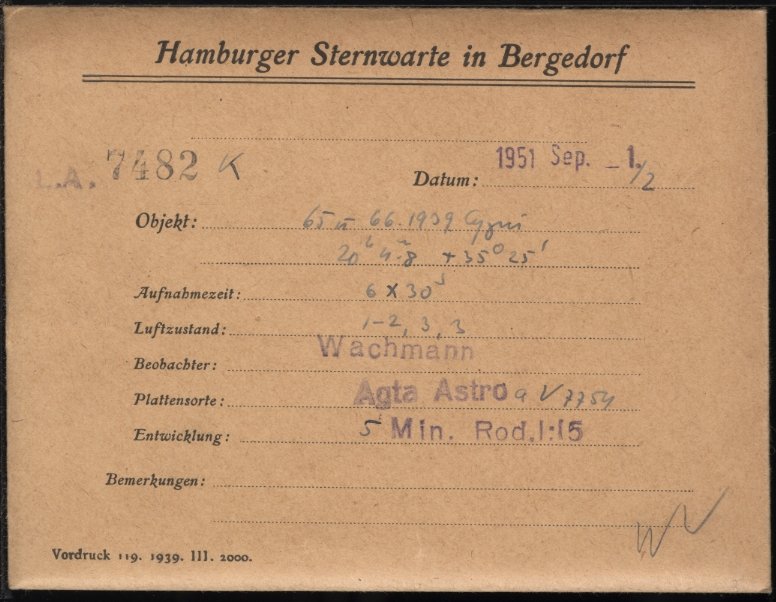 Hamburger Sternwarte in Bergedorf
L.A. 7482 K
Datum: 1951 Sep. 1./2
Objekt: 65 u 66.1939 Cygni
20ʰ 4ᵐ.8 +35° 25'
Aufnahmezeit: 6 x 30ˢ
Luftzustand: 1-2, 3, 3
Beobachter: Wachmann
Plattensorte: Agfa Astro a V 7754
Entwicklung: 5 Min. Rod. 1:15
Bemerkungen:
Vordruck 119. 1939. III. 2000.